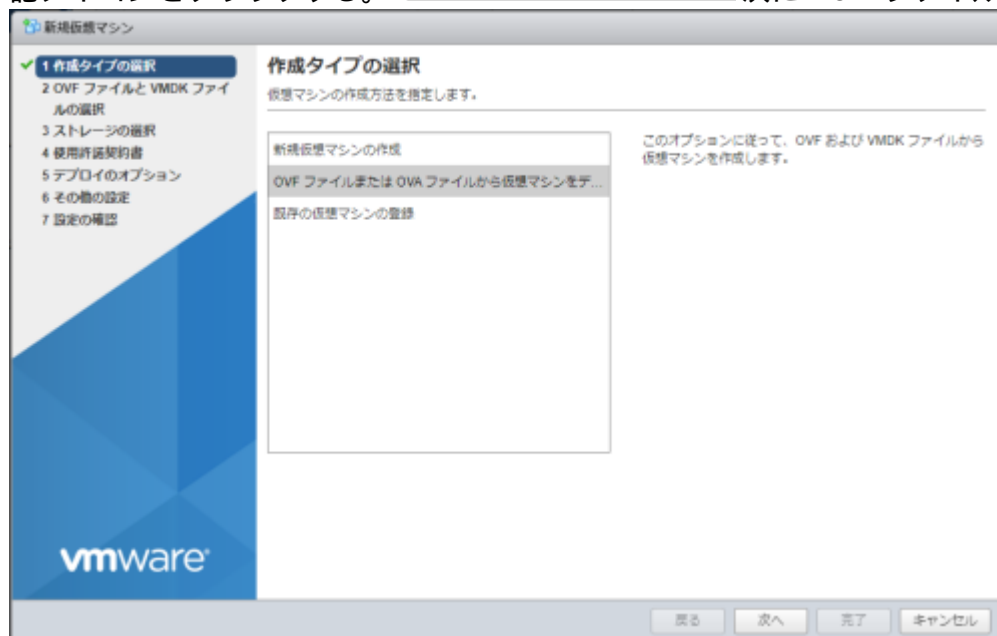 新規仮想マシン
1 作成タイプの選択
2 OVF ファイルと VMDK ファイ
ルの選択
3 ストレージの選択
4 使用許諾契約書
5 デプロイのオプション
6 その他の設定
7 設定の確認
作成タイプの選択
仮想マシンの作成方法を指定します。
新規仮想マシンの作成
OVF ファイルまたは OVA ファイルから仮想マシンをデ...
既存の仮想マシンの登録
このオプションに従って、OVF および VMDK ファイルから
仮想マシンを作成します。
vmware
戻る
次へ
完了
キャンセル